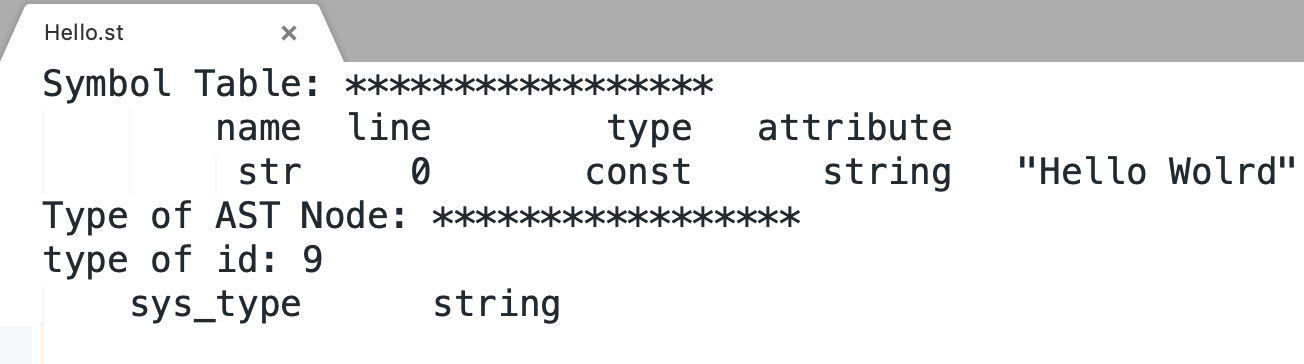 Hello.st ×
Symbol Table: *****************
name line type attribute
str 0 const string "Hello Wolrd"
Type of AST Node: *****************
type of id: 9
sys_type string